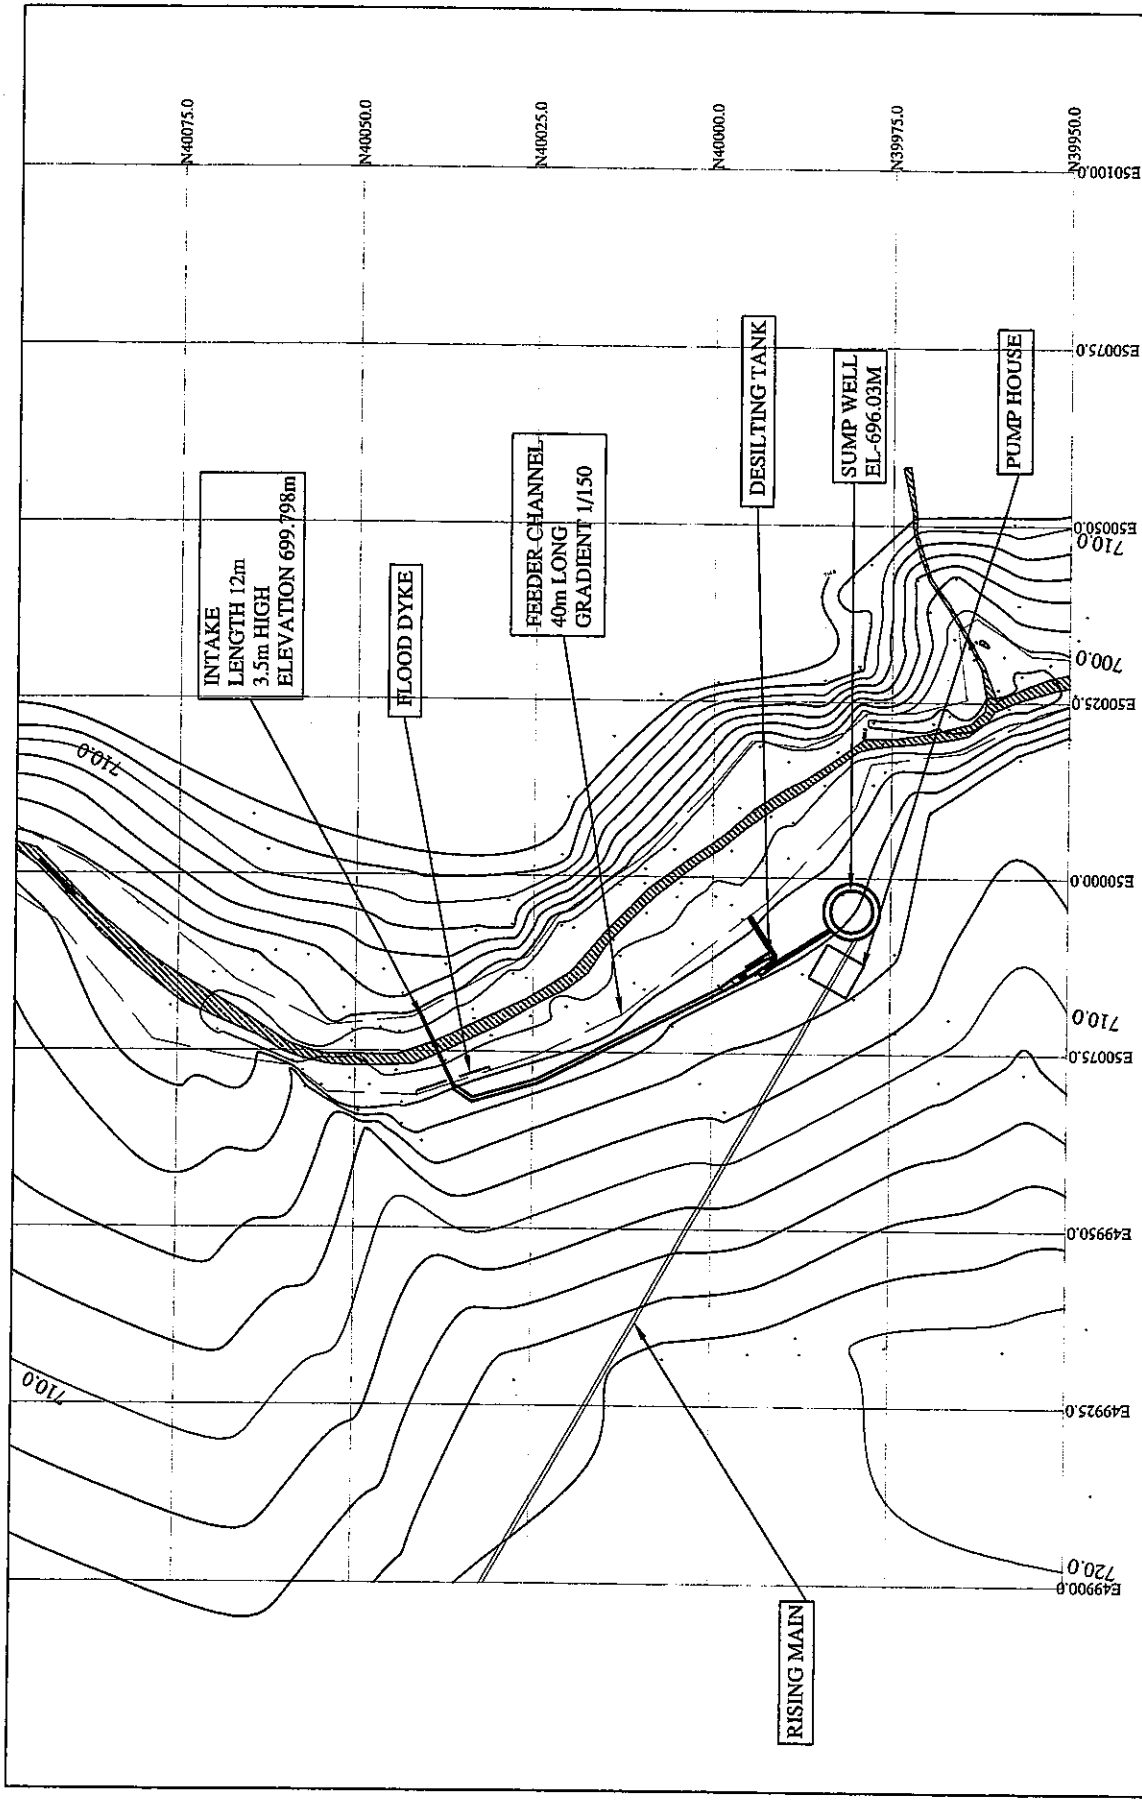 INTAKE
LENGTH 12m
3.5m HIGH
ELEVATION 699.798m
FLOOD DYKE
FEEDER CHANNEL
40m LONG
GRADIENT 1/150
DESILTING TANK
SUMP WELL
EL-696.03M
PUMP HOUSE
RISING MAIN
N40075.0
N40050.0
N40025.0
N40000.0
N39975.0
N39950.0
E50100.0
E50075.0
E50050.0
E50025.0
E50000.0
E50075.0
E49950.0
E49925.0
E49900.0
710.0
710.0
710.0
700.0
710.0
720.0